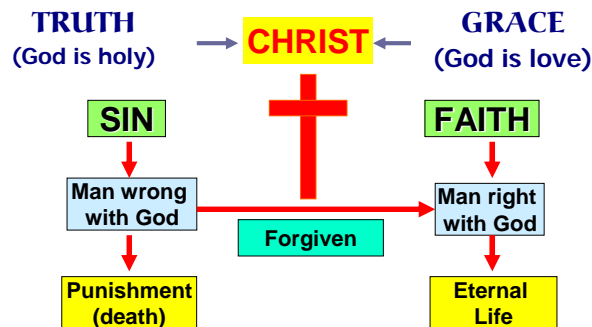 TRUTH
(God is holy)
CHRIST
GRACE
(God is love)
SIN
FAITH
Man wrong
with God
Man right
with God
Forgiven
Punishment
(death)
Eternal
Life